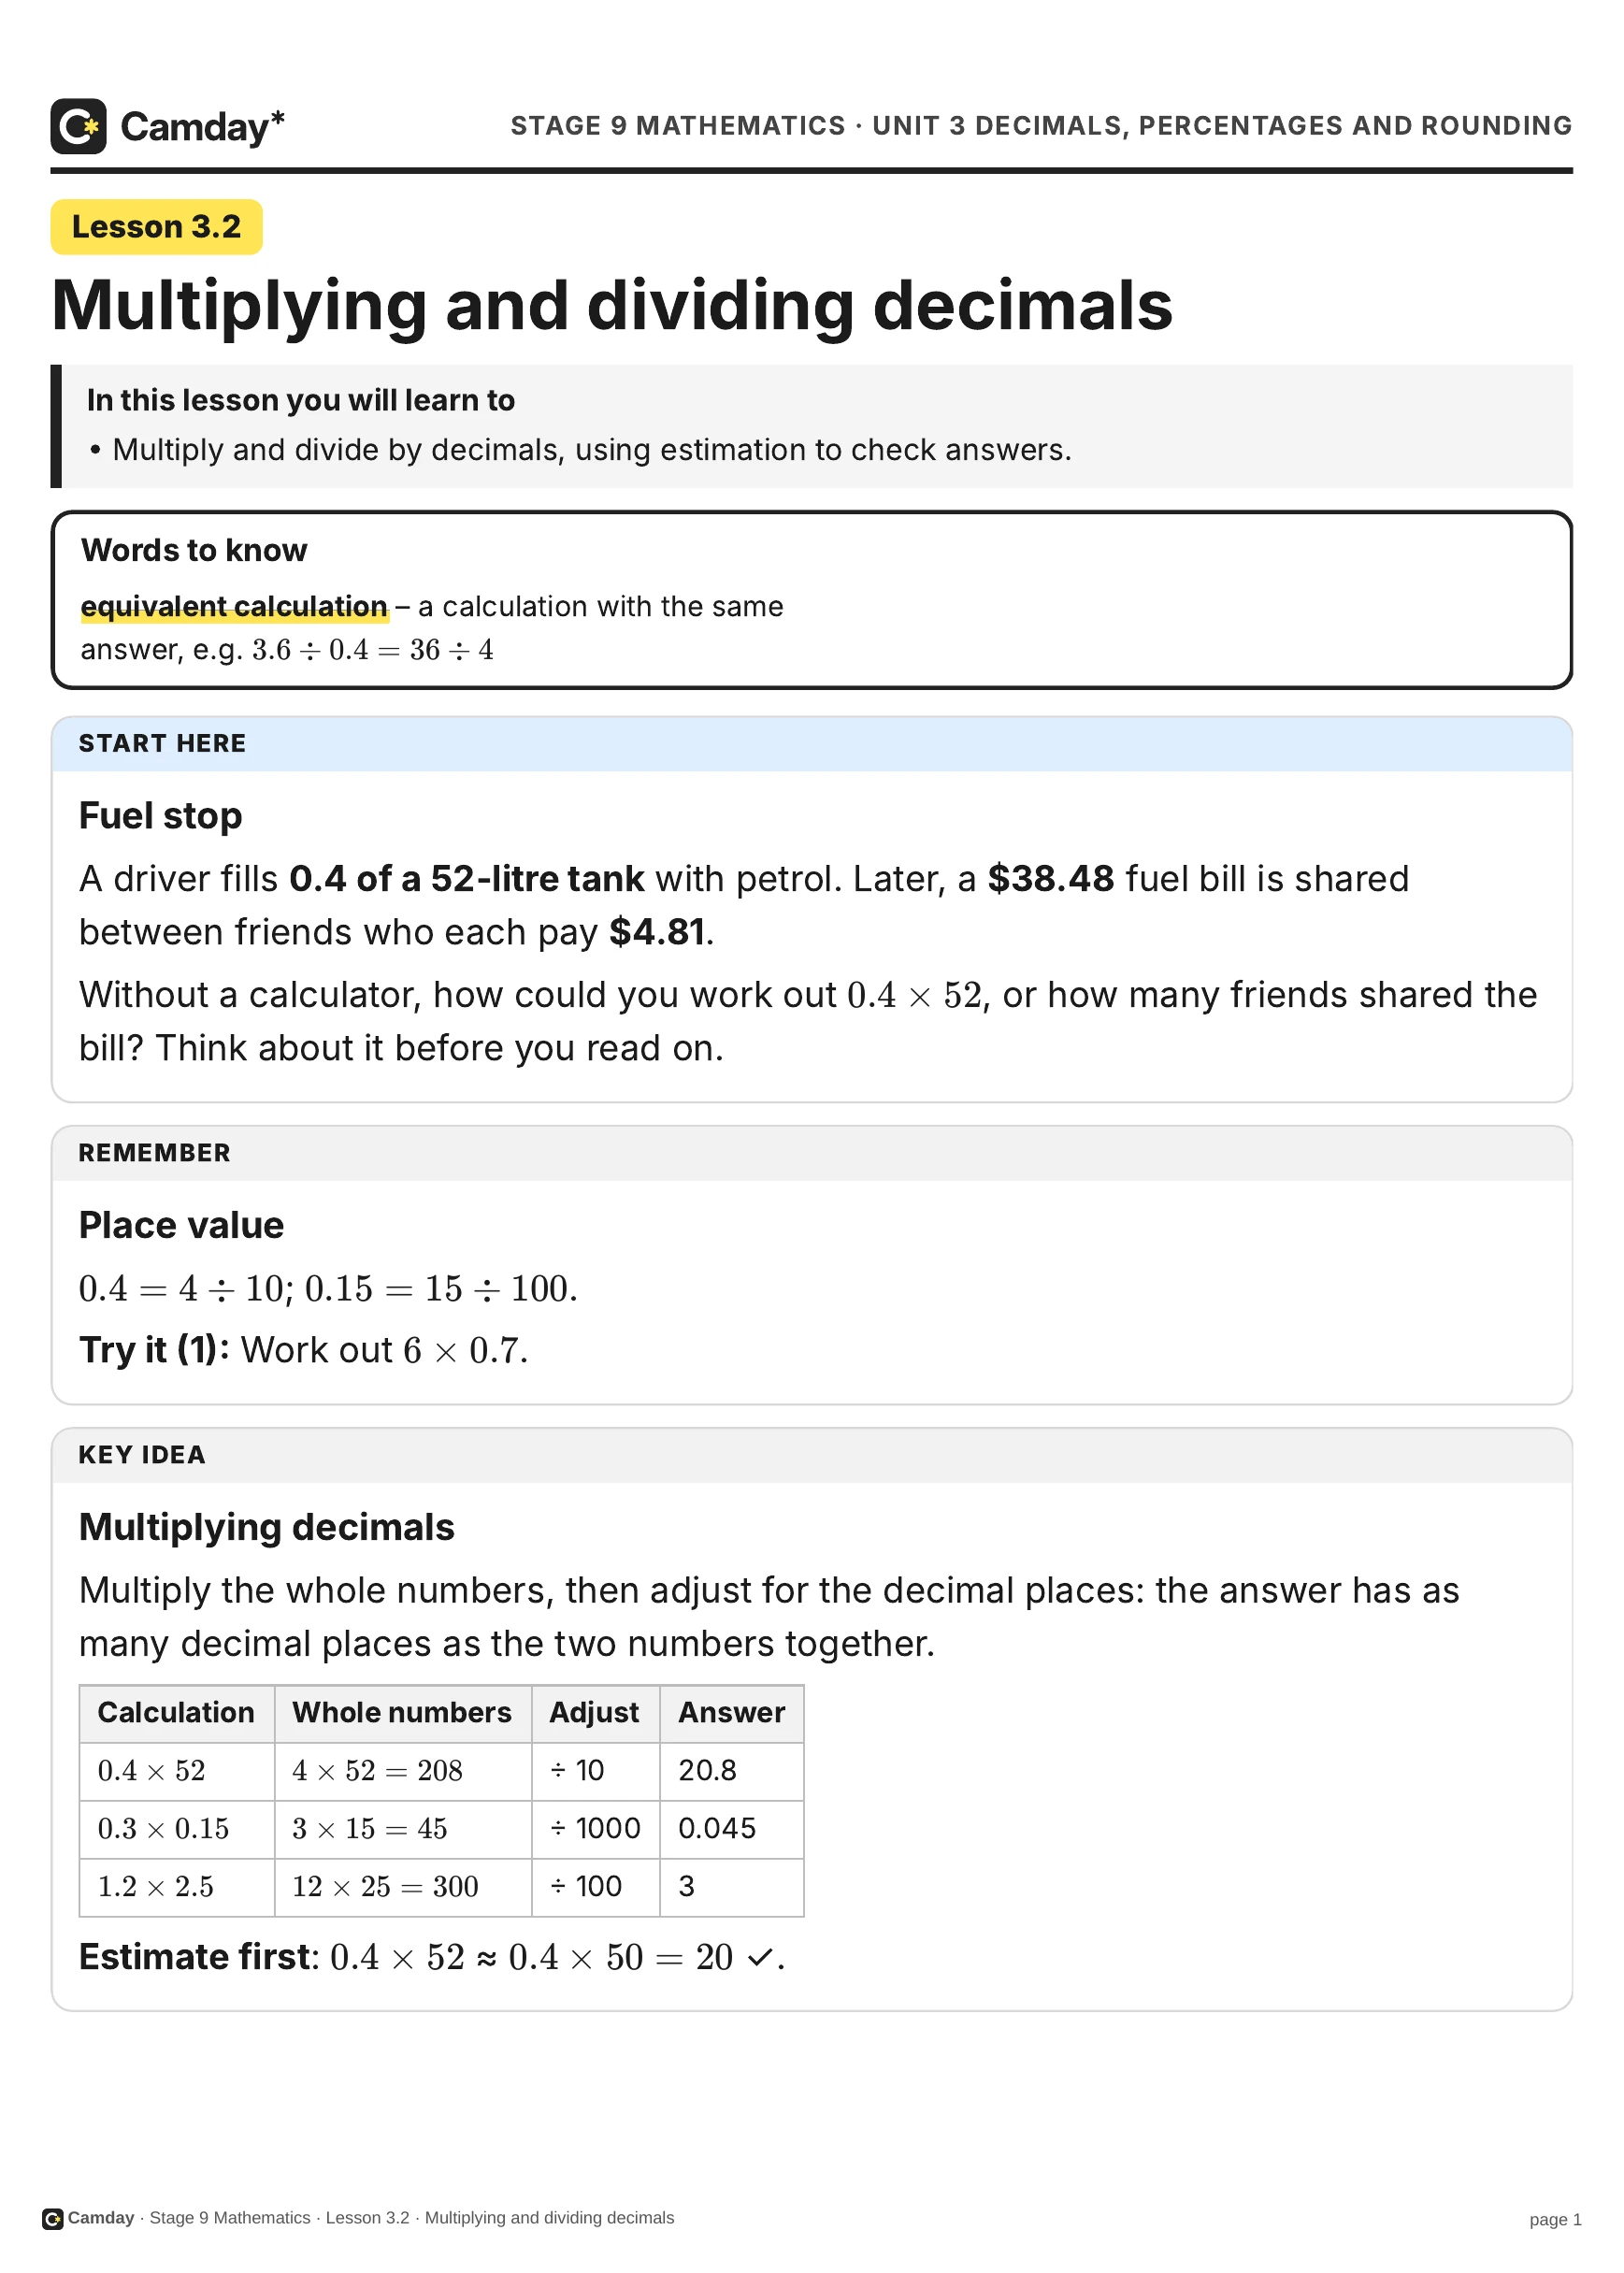 Camday*
STAGE 9 MATHEMATICS · UNIT 3 DECIMALS, PERCENTAGES AND ROUNDING
Lesson 3.2
Multiplying and dividing decimals
In this lesson you will learn to
• Multiply and divide by decimals, using estimation to check answers.
Words to know
equivalent calculation – a calculation with the same
answer, e.g. 3.6 ÷ 0.4 = 36 ÷ 4
START HERE
Fuel stop
A driver fills 0.4 of a 52-litre tank with petrol. Later, a $38.48 fuel bill is shared
between friends who each pay $4.81.
Without a calculator, how could you work out 0.4 × 52, or how many friends shared the
bill? Think about it before you read on.
REMEMBER
Place value
0.4 = 4 ÷ 10; 0.15 = 15 ÷ 100.
Try it (1): Work out 6 × 0.7.
KEY IDEA
Multiplying decimals
Multiply the whole numbers, then adjust for the decimal places: the answer has as
many decimal places as the two numbers together.
Calculation Whole numbers Adjust Answer
0.4 × 52 4 × 52 = 208 ÷ 10 20.8
0.3 × 0.15 3 × 15 = 45 ÷ 1000 0.045
1.2 × 2.5 12 × 25 = 300 ÷ 100 3
Estimate first: 0.4 × 52 ≈ 0.4 × 50 = 20 ✓.
Camday · Stage 9 Mathematics · Lesson 3.2 · Multiplying and dividing decimals
page 1